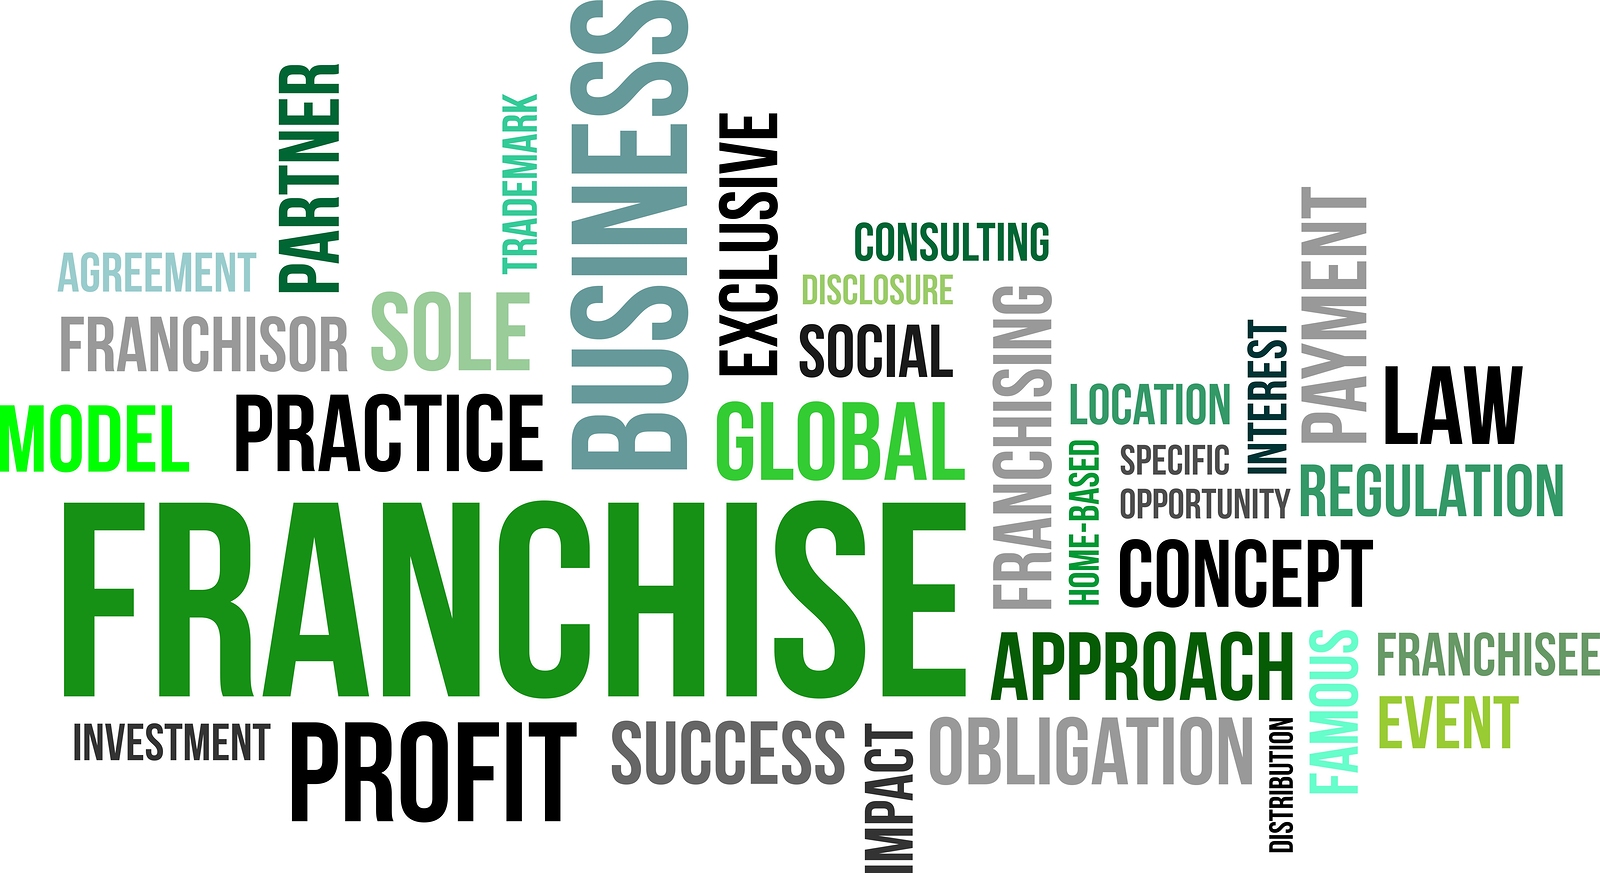 PARTNER
TRADEMARK
BUSINESS
EXCLUSIVE
CONSULTING
AGREEMENT
DISCLOSURE
FRANCHISOR
SOLE
SOCIAL
FRANCHISING
PAYMENT
INTEREST
LAW
LOCATION
MODEL
PRACTICE
GLOBAL
HOME-BASED
SPECIFIC
OPPORTUNITY
REGULATION
FRANCHISE
CONCEPT
APPROACH
FAMOUS
FRANCHISEE
EVENT
INVESTMENT
PROFIT
SUCCESS
IMPACT
OBLIGATION
DISTRIBUTION